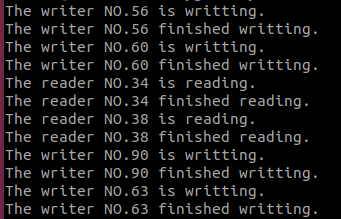 The writer NO.56 is writting.
The writer NO.56 finished writting.
The writer NO.60 is writting.
The writer NO.60 finished writting.
The reader NO.34 is reading.
The reader NO.34 finished reading.
The reader NO.38 is reading.
The reader NO.38 finished reading.
The writer NO.90 is writting.
The writer NO.90 finished writting.
The writer NO.63 is writting.
The writer NO.63 finished writting.